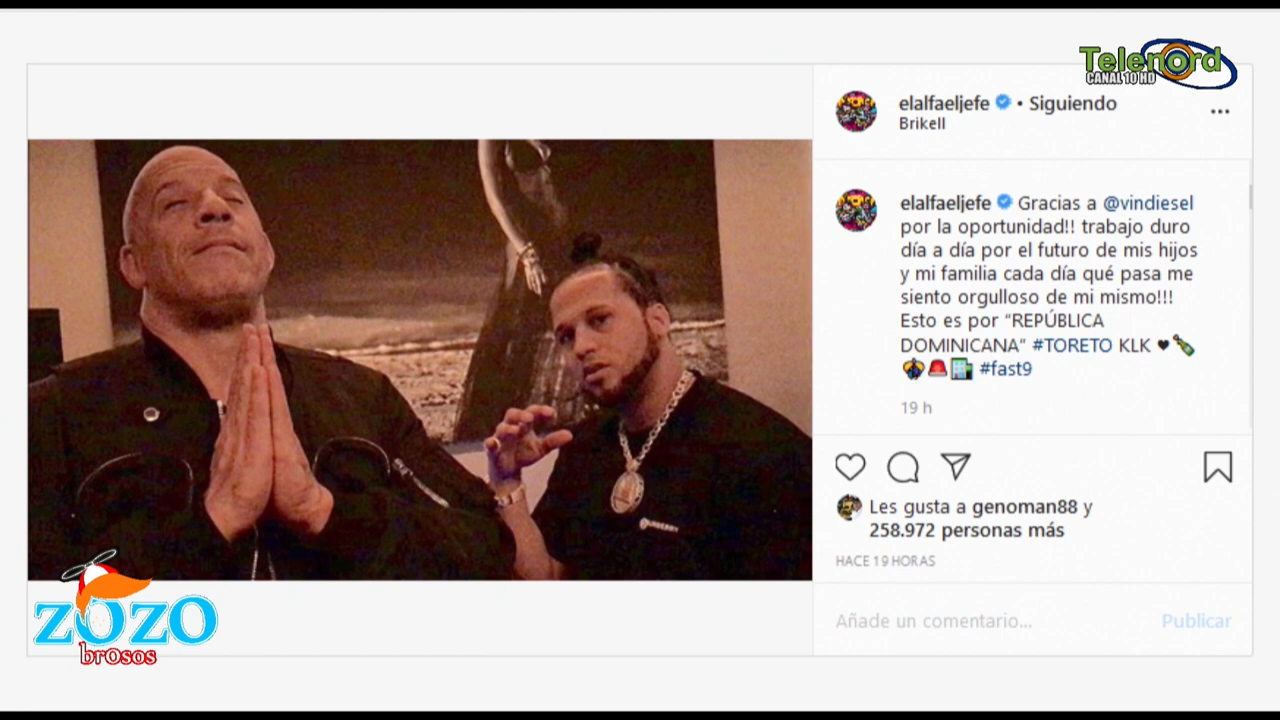 Telenord
CANAL 10 HD
elalfaeljefe • Siguiendo
Brikell
elalfaeljefe Gracias a @vindiesel
por la oportunidad!! trabajo duro
día a día por el futuro de mis hijos
y mi familia cada día qué pasa me
siento orgulloso de mi mismo!!!
Esto es por “REPÚBLICA
DOMINICANA” #TORETO KLK
#fast9
19 h
Les gusta a genoman88 y
258.972 personas más
HACE 19 HORAS
Añade un comentario... Publicar
ZOZO
brosos